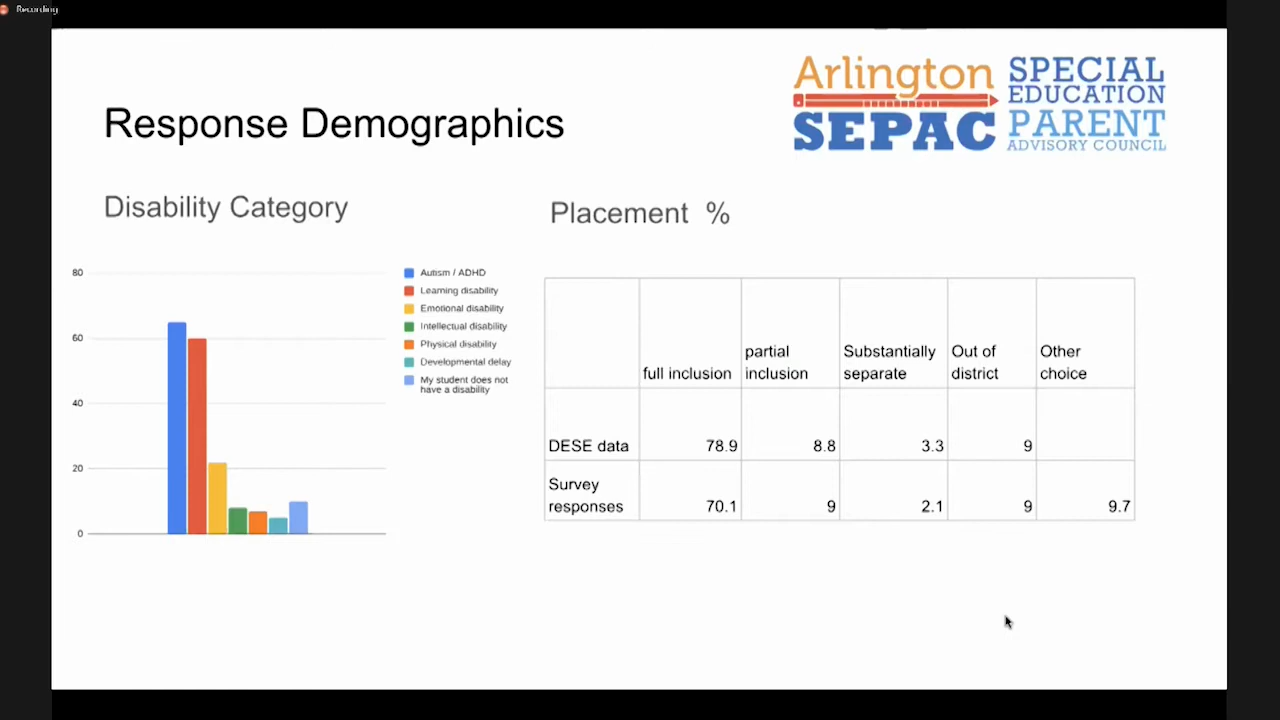 Recording
Arlington
SEPAC
SPECIAL
EDUCATION
PARENT
ADVISORY COUNCIL
Response Demographics
Disability Category
80
60
40
20
0
Autism / ADHD
Learning disability
Emotional disability
Intellectual disability
Physical disability
Developmental delay
My student does not
have a disability
Placement %
full inclusion
partial
inclusion
Substantially
separate
Out of
district
Other
choice
DESE data 78.9 8.8 3.3 9
Survey
responses 70.1 9 2.1 9 9.7